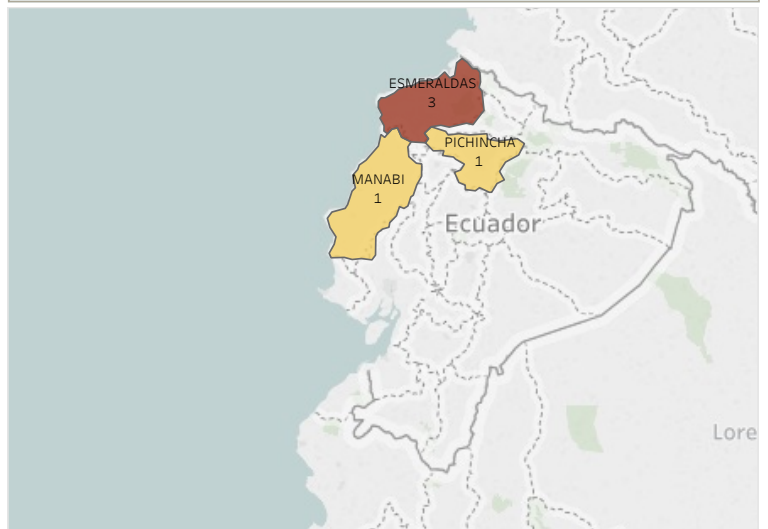 ESMERALDAS
3
PICHINCHA
1
MANABI
1
Ecuador
Lore